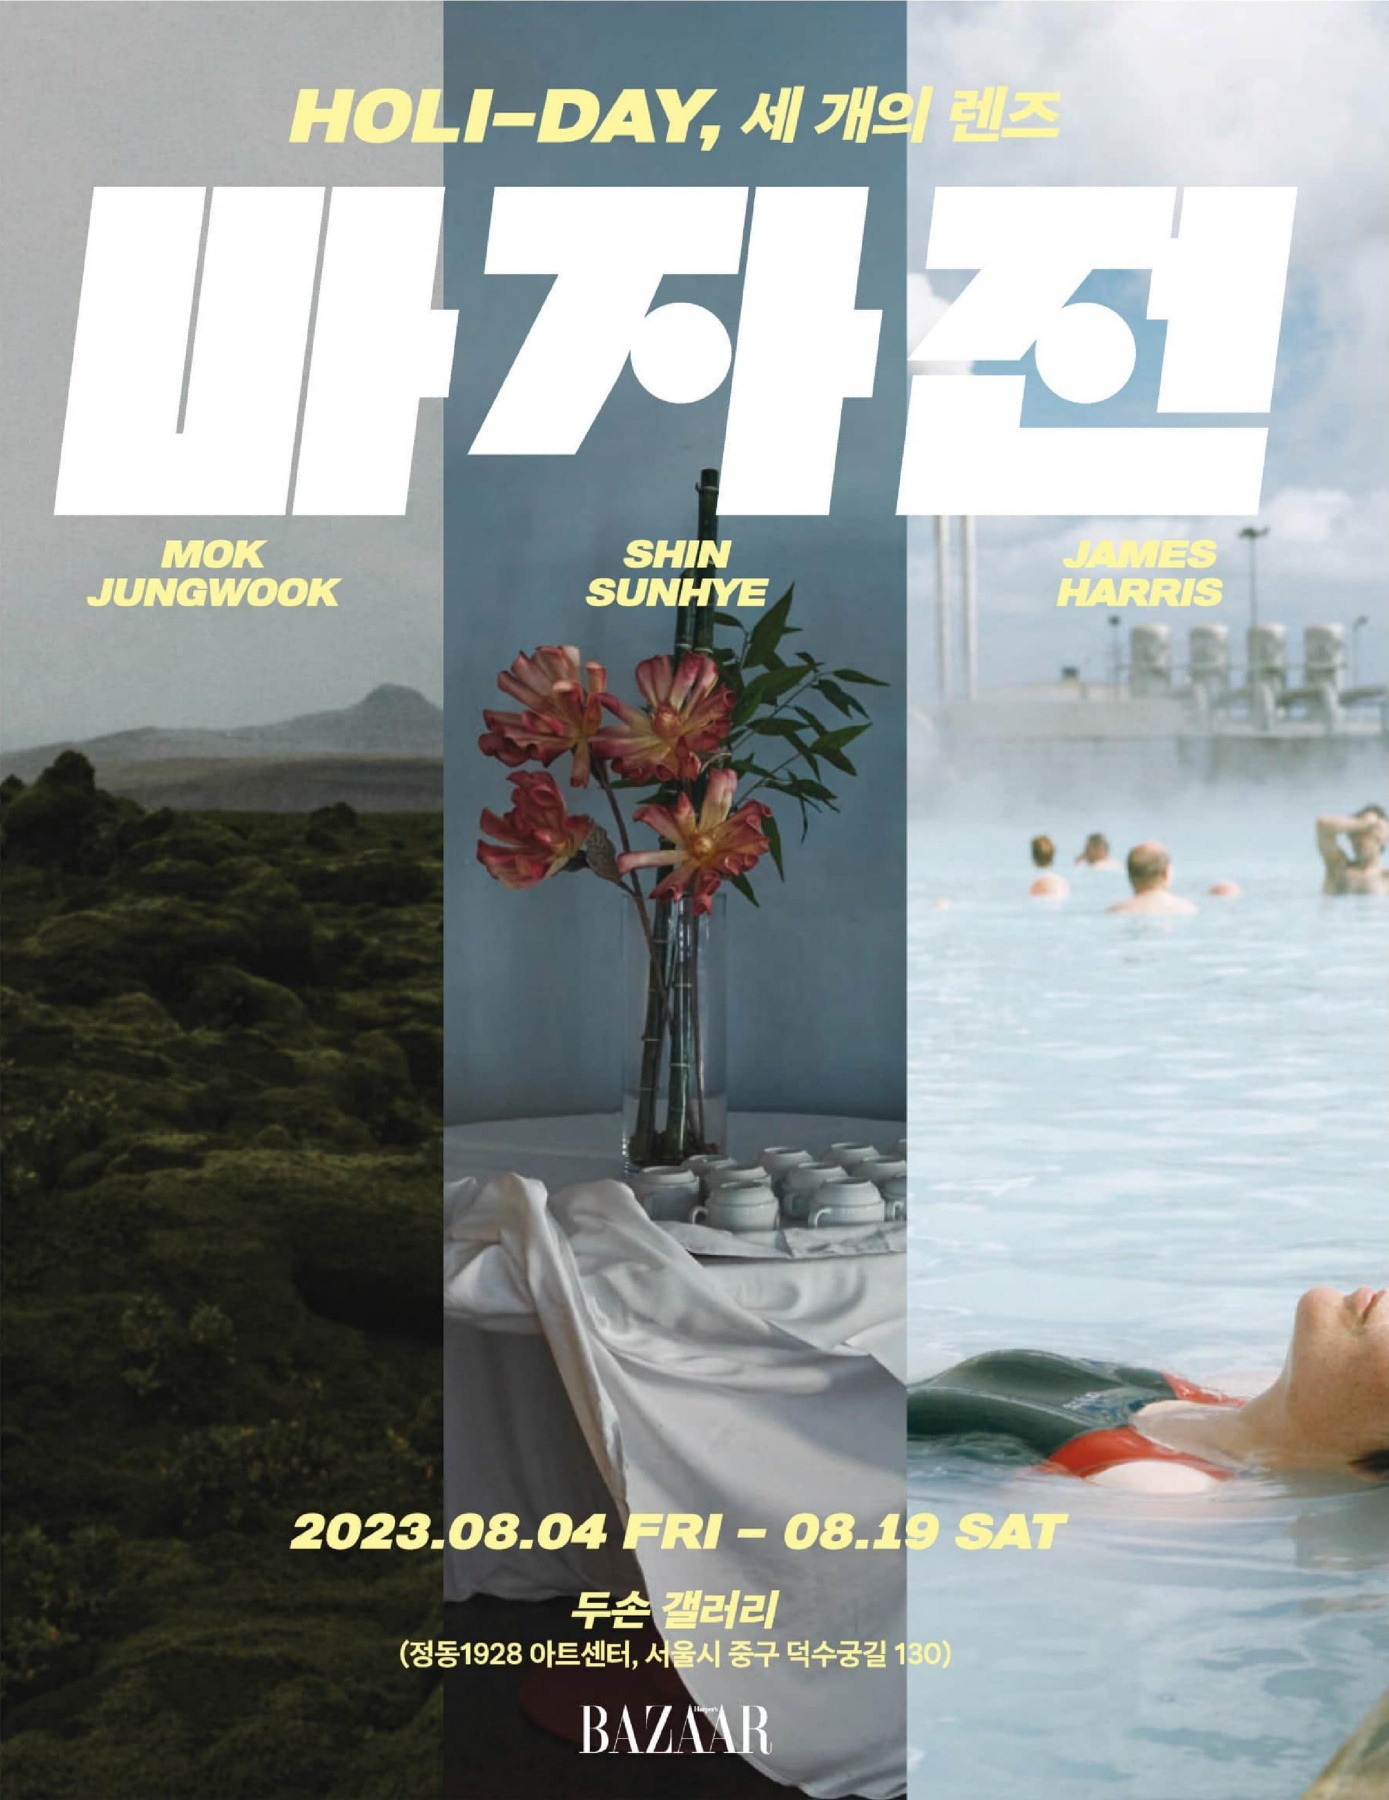 HOLI-DAY, 세 개의 렌즈
바자전
MOK
JUNGWOOK
SHIN
SUNHYE
JAMES
HARRIS
2023.08.04 FRI - 08.19 SAT
두손 갤러리
(정동1928 아트센터, 서울시 중구 덕수궁길 130)
Harper's
BAZAAR